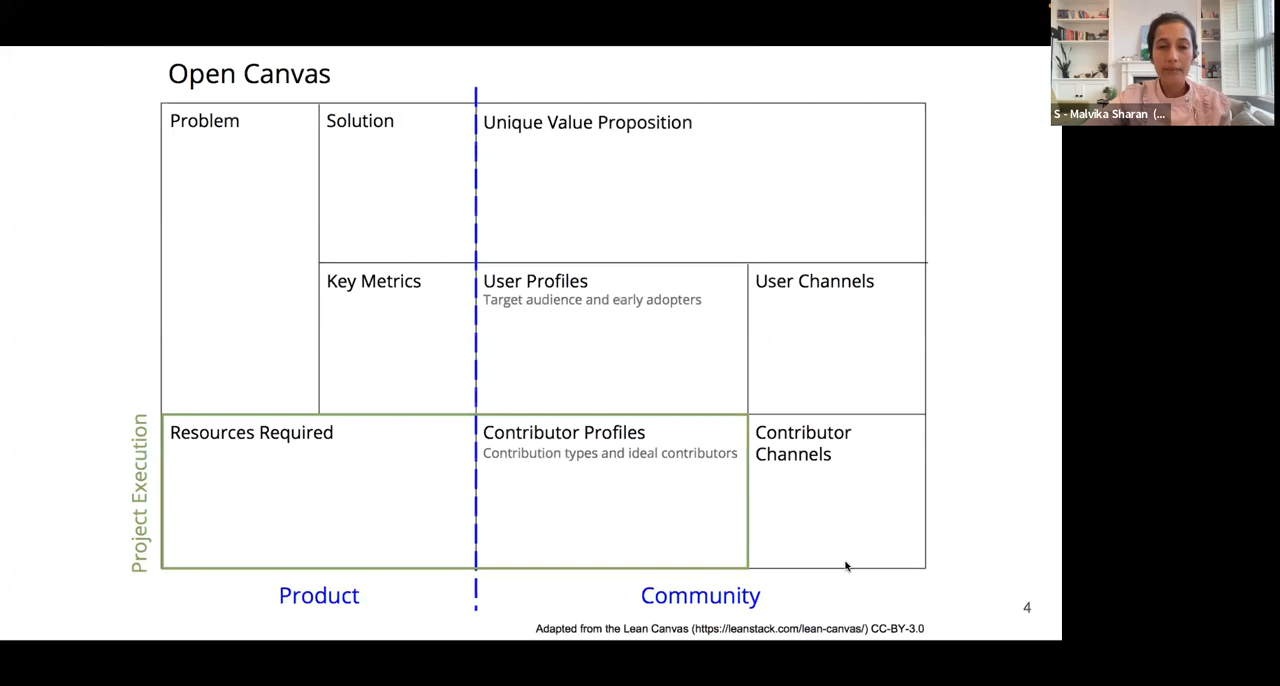 Open Canvas
S - Malvika Sharan (...
Problem
Solution
Unique Value Proposition
Key Metrics
User Profiles
Target audience and early adopters
User Channels
Project Execution
Resources Required
Contributor Profiles
Contribution types and ideal contributors
Contributor
Channels
Product
Community
4
Adapted from the Lean Canvas (https://leanstack.com/lean-canvas/) CC-BY-3.0